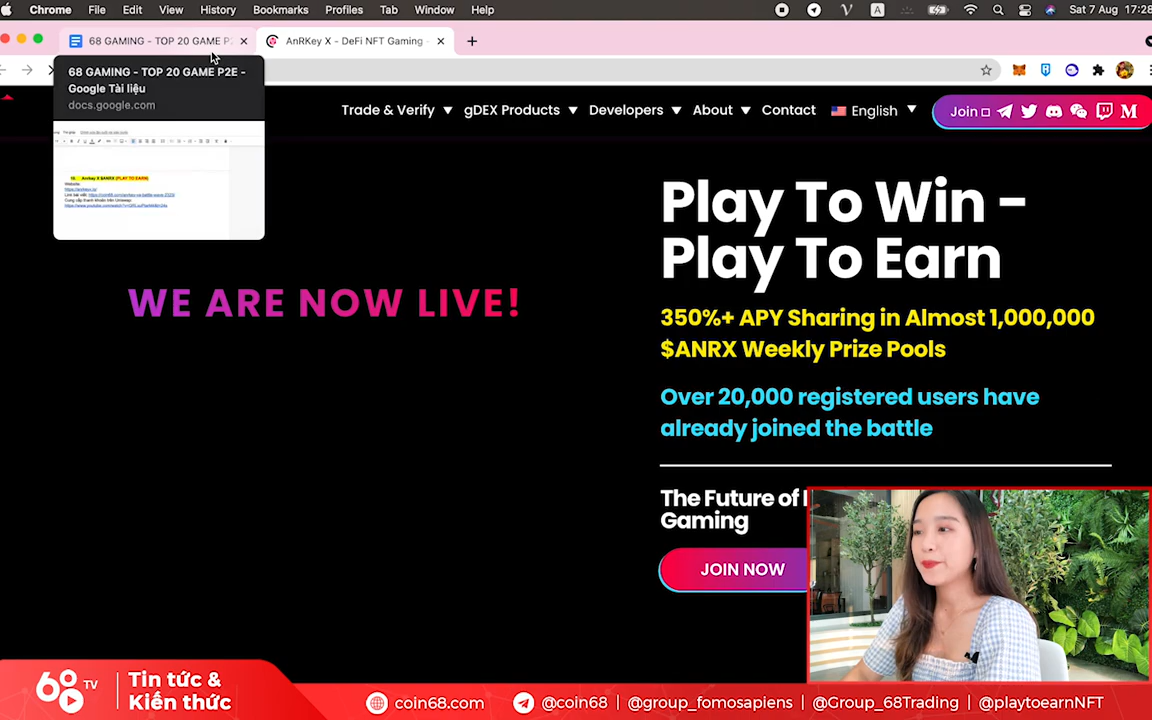 Chrome File Edit View History Bookmarks Profiles Tab Window Help
A
Sat 7 Aug 17:28
68 GAMING - TOP 20 GAME P2
AnRKey X - DeFi NFT Gaming -
68 GAMING - TOP 20 GAME P2E -
Google Tài liệu
docs.google.com
Trade & Verify gDEX Products Developers About Contact English
Join
Play To Win –
Play To Earn
350%+ APY Sharing in Almost 1,000,000
$ANRX Weekly Prize Pools
WE ARE NOW LIVE!
Over 20,000 registered users have
already joined the battle
The Future of
Gaming
JOIN NOW
68 TV
Tin tức &
Kiến thức
coin68.com
@coin68 | @group_fomosapiens | @Group_68Trading | @playtoearnNFT